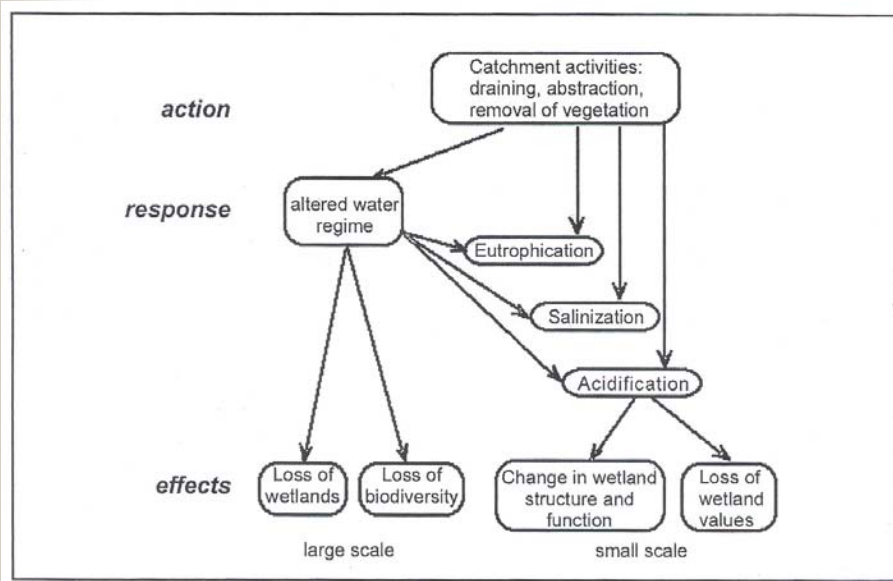 Catchment activities:
draining, abstraction,
removal of vegetation
action
response
altered water
regime
Eutrophication
Salinization
Acidification
effects
Loss of
wetlands
Loss of
biodiversity
Change in wetland
structure and
function
Loss of
wetland
values
large scale
small scale